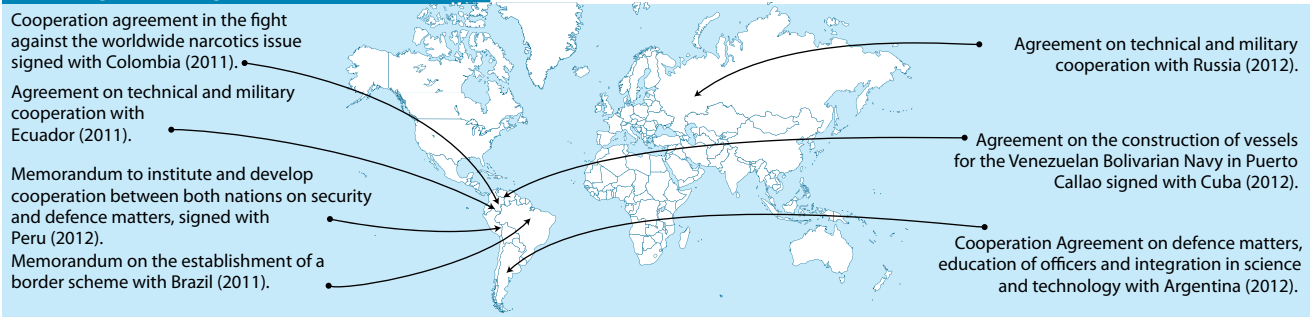 Cooperation agreement in the fight
against the worldwide narcotics issue
signed with Colombia (2011).
Agreement on technical and military
cooperation with
Ecuador (2011).
Memorandum to institute and develop
cooperation between both nations on security
and defence matters, signed with
Peru (2012).
Memorandum on the establishment of a
border scheme with Brazil (2011).
Agreement on technical and military
cooperation with Russia (2012).
Agreement on the construction of vessels
for the Venezuelan Bolivarian Navy in Puerto
Callao signed with Cuba (2012).
Cooperation Agreement on defence matters,
education of officers and integration in science
and technology with Argentina (2012).